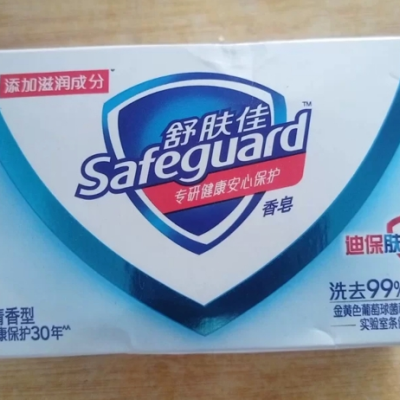 添加滋润成分
舒肤佳
Safeguard™
专研健康安心保护
香皂
迪保肤
洗去99%
金黄色葡萄球菌
实验室条
清香型
康保护30年^^